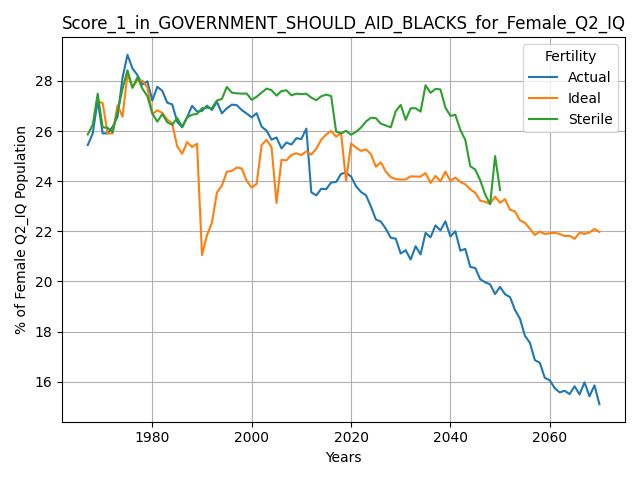 Score_1_in_GOVERNMENT_SHOULD_AID_BLACKS_for_Female_Q2_IQ
Fertility
Actual
Ideal
Sterile
% of Female Q2_IQ Population
28
26
24
22
20
18
16
1980
2000
2020
2040
2060
Years